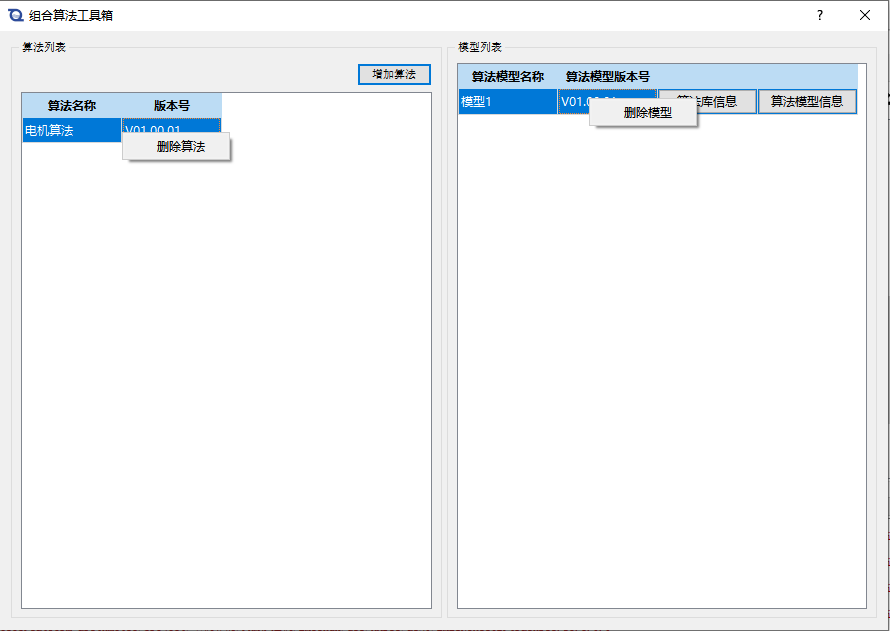 组合算法工具箱
?
算法列表
增加算法
算法名称 版本号
电机算法 V01.00.01
删除算法
模型列表
算法模型名称 算法模型版本号
模型1 V01. 库信息 算法模型信息
删除模型